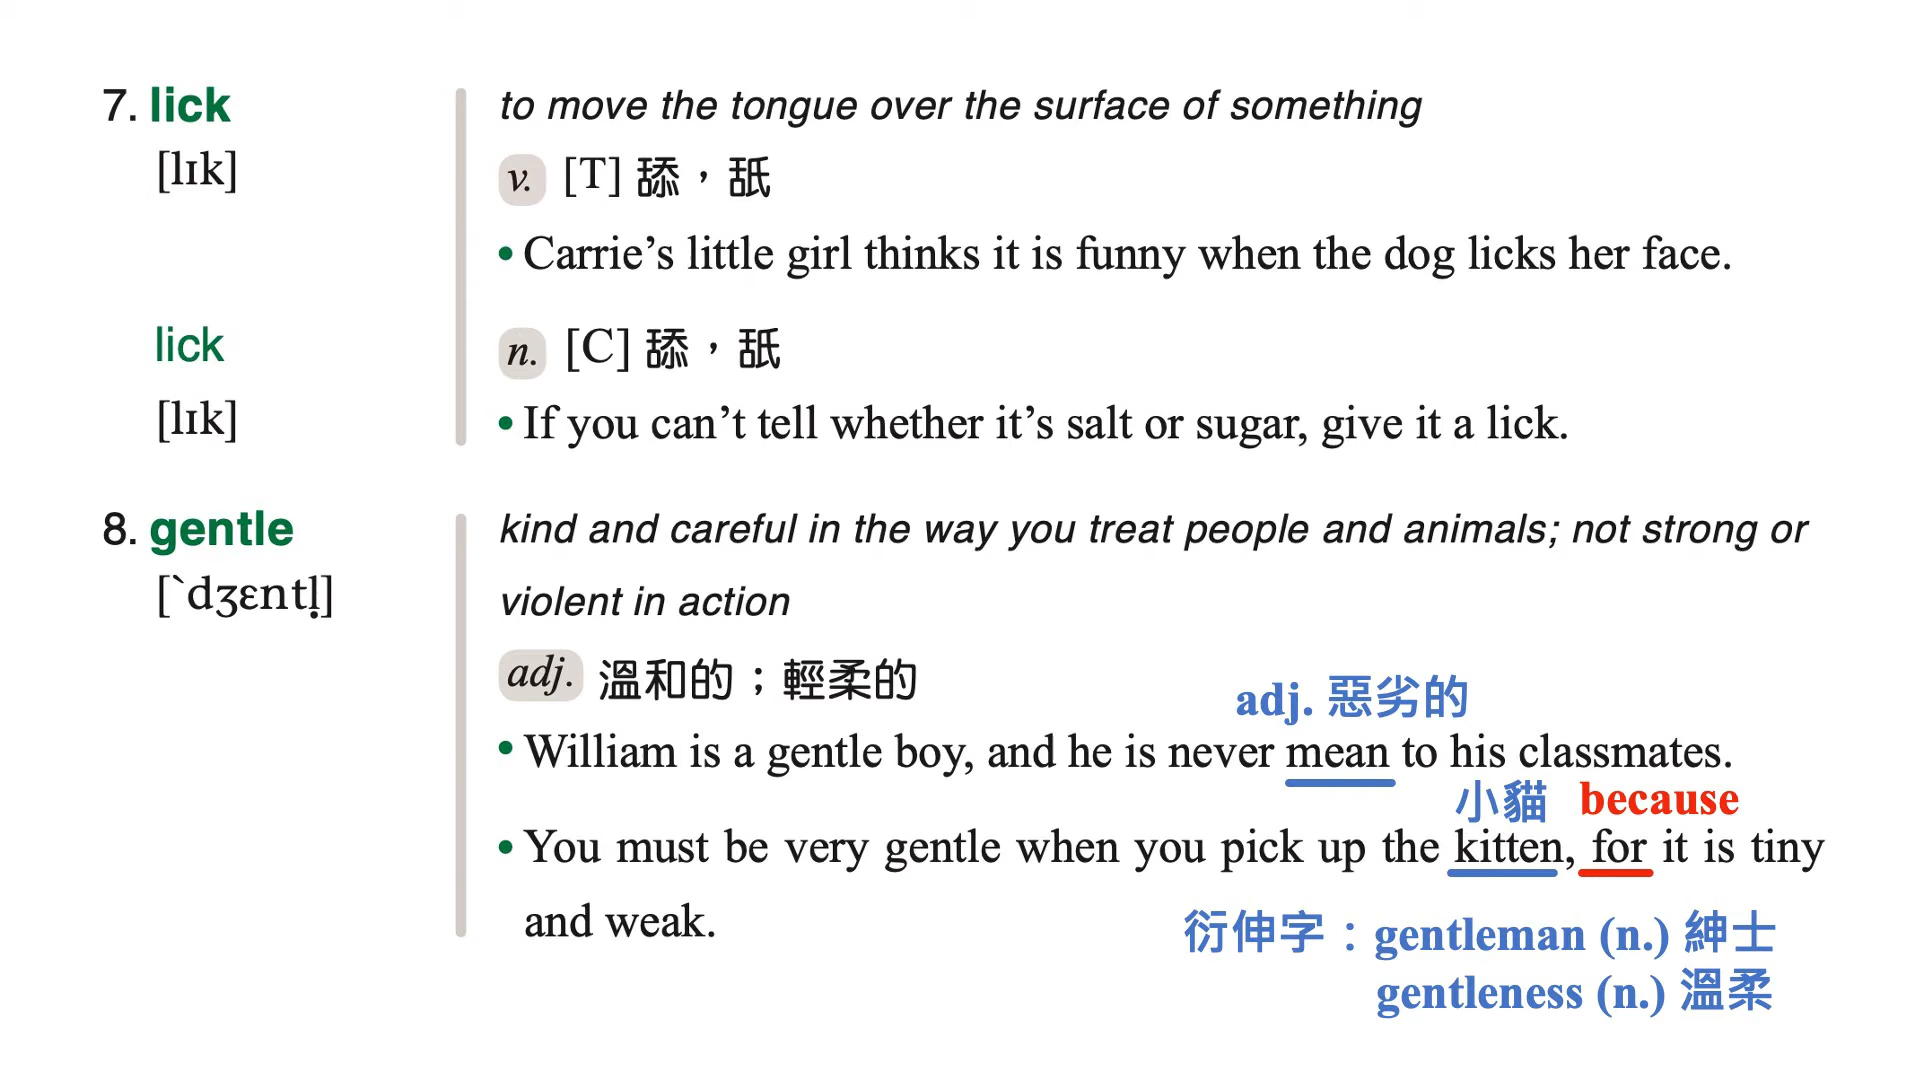 7. lick
to move the tongue over the surface of something
[lɪk]
v. [T] 舔，舐
• Carrie’s little girl thinks it is funny when the dog licks her face.
lick
n. [C] 舔，舐
[lɪk]
• If you can’t tell whether it’s salt or sugar, give it a lick.
8. gentle
kind and careful in the way you treat people and animals; not strong or
[ˋdʒɛntl̩]
violent in action
adj. 溫和的；輕柔的
adj. 惡劣的
• William is a gentle boy, and he is never mean to his classmates.
小貓 because
• You must be very gentle when you pick up the kitten, for it is tiny
and weak.
衍伸字：gentleman (n.) 紳士
gentleness (n.) 溫柔